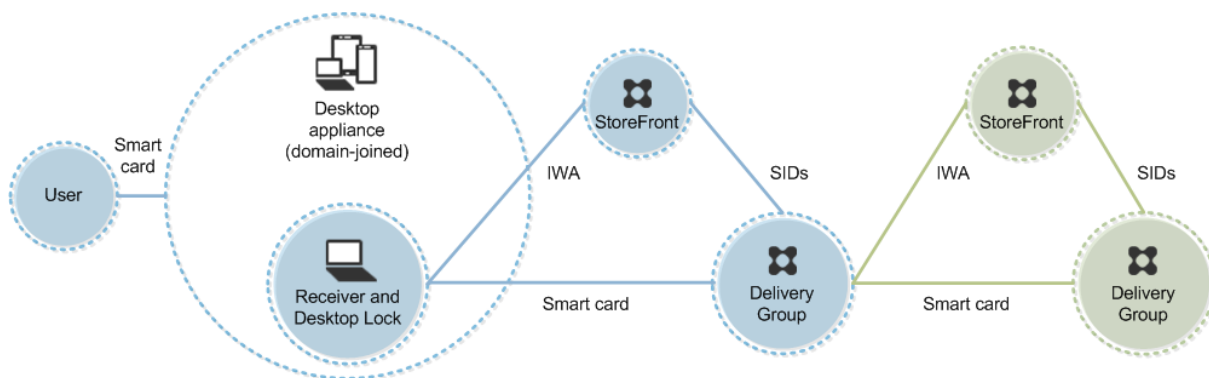 User
Smart
card
Desktop
appliance
(domain-joined)
Receiver and
Desktop Lock
StoreFront
IWA
SIDs
Smart card
Delivery
Group
StoreFront
IWA
SIDs
Smart card
Delivery
Group